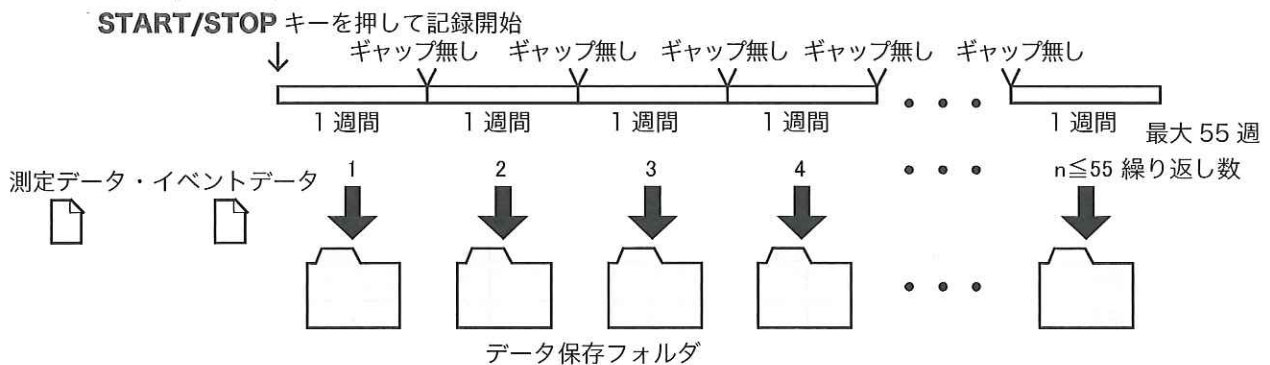 START/STOP キーを押して記録開始
ギャップ無し ギャップ無し ギャップ無し ギャップ無し ギャップ無し
1 週間 1 週間 1 週間 1 週間 1 週間
最大 55 週
測定データ・イベントデータ 1 2 3 4 n≦55 繰り返し数
データ保存フォルダ